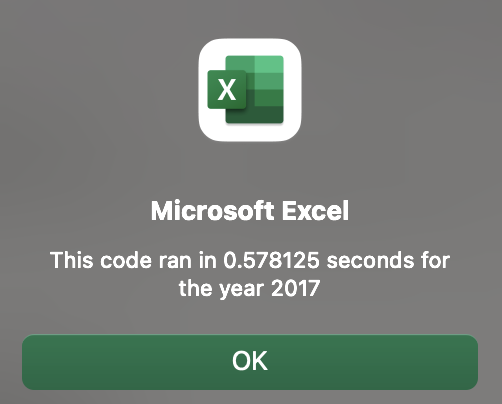 X
Microsoft Excel
This code ran in 0.578125 seconds for
the year 2017
OK